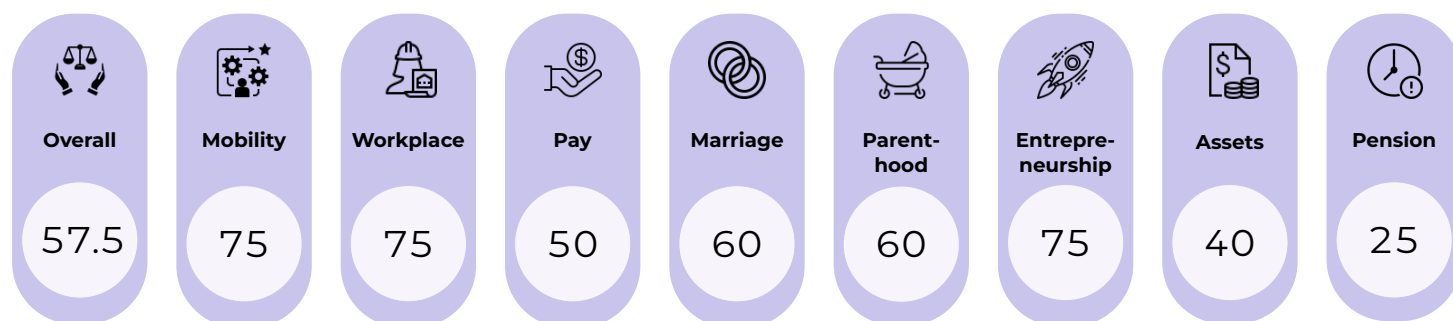 Overall
57.5
Mobility
75
Workplace
75
$
Pay
50
Marriage
60
Parent-
hood
60
Entrepre-
neurship
75
$
Assets
40
!
Pension
25